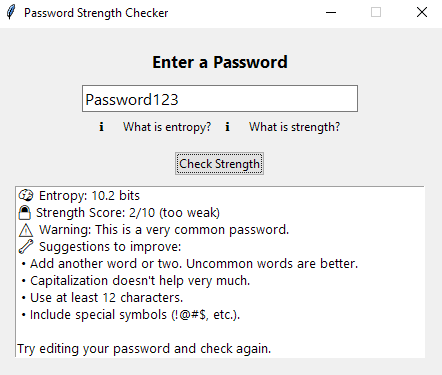 Password Strength Checker
Enter a Password
Password123
ℹ What is entropy? ℹ What is strength?
Check Strength
🎲 Entropy: 10.2 bits
🔒 Strength Score: 2/10 (too weak)
⚠ Warning: This is a very common password.
🔧 Suggestions to improve:
• Add another word or two. Uncommon words are better.
• Capitalization doesn't help very much.
• Use at least 12 characters.
• Include special symbols (!@#$, etc.).
Try editing your password and check again.